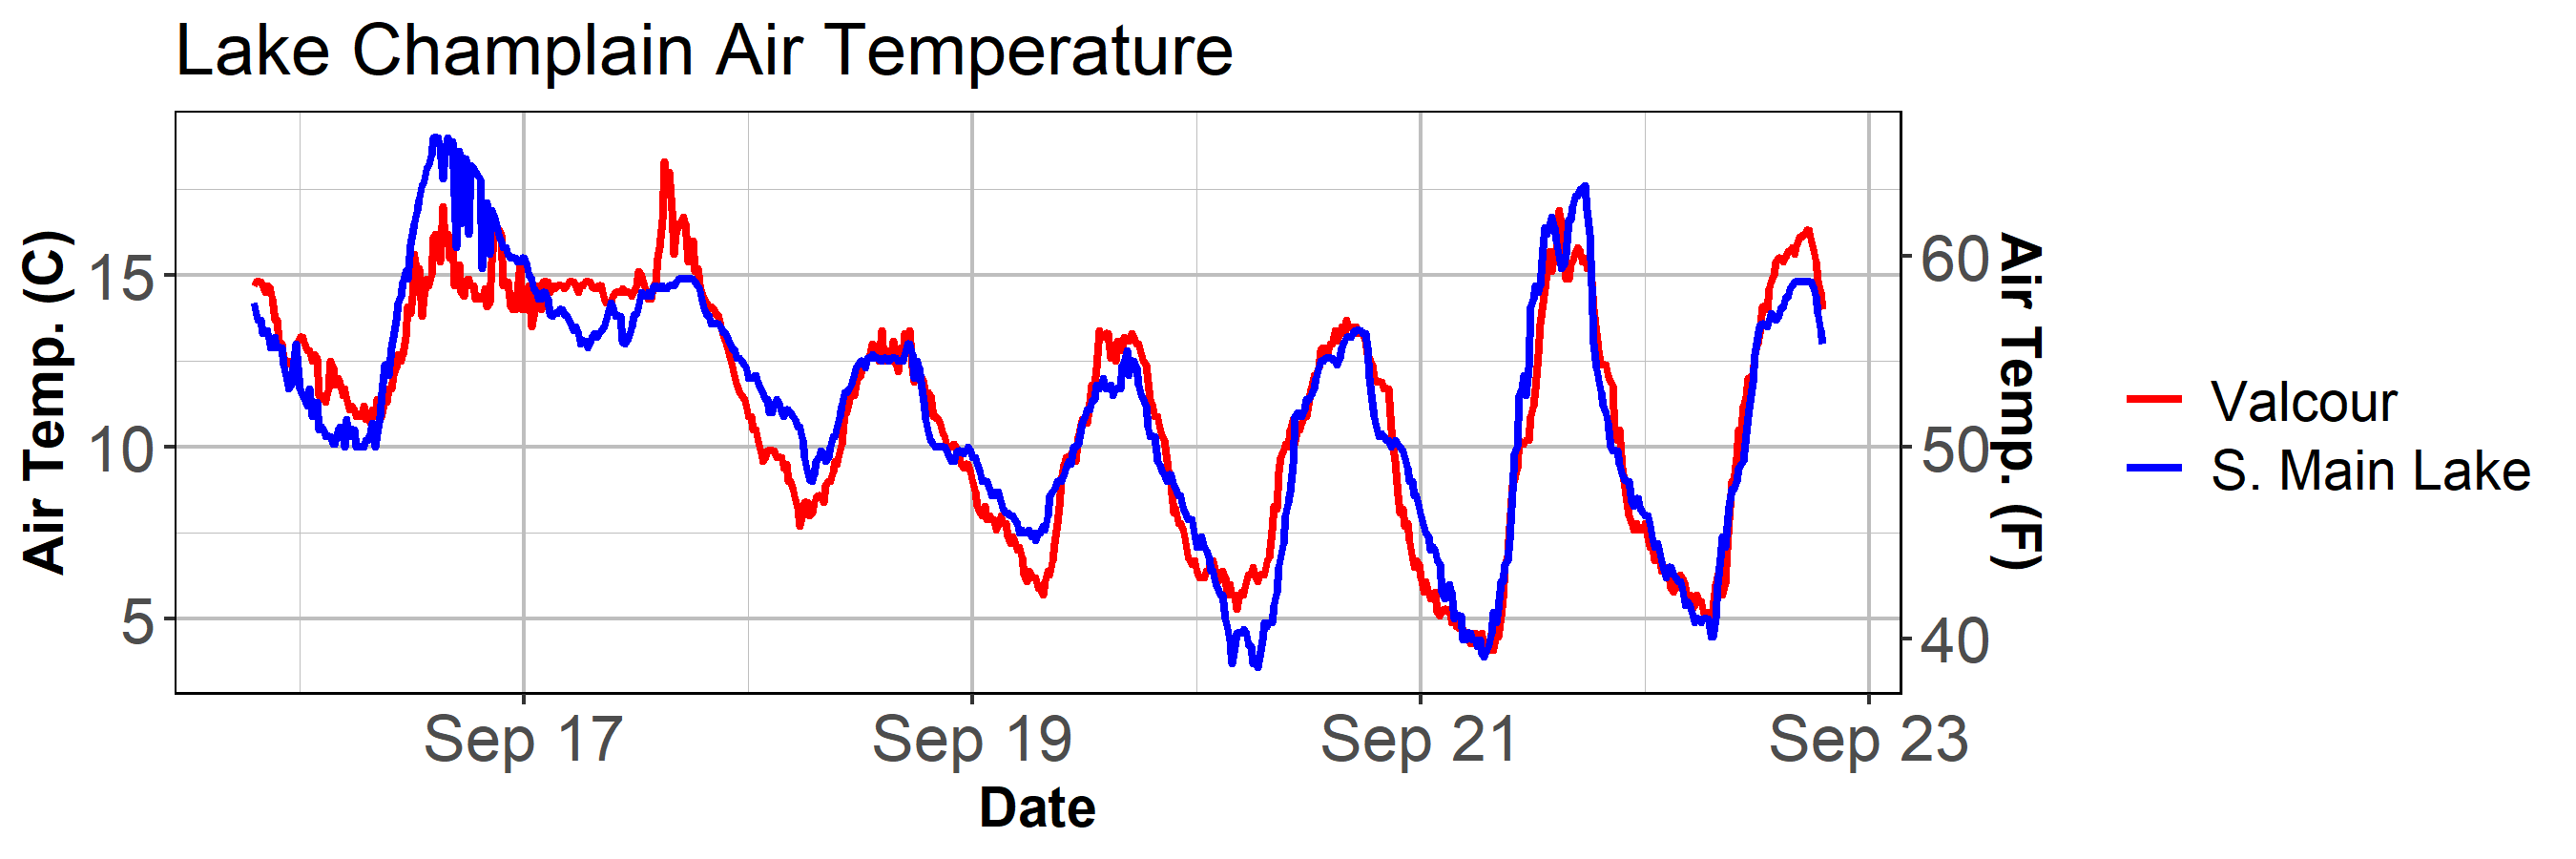 Lake Champlain Air Temperature
Air Temp. (C)
15
10
5
60
50
40
Air Temp. (F)
Sep 17
Sep 19
Sep 21
Sep 23
Date
Valcour
S. Main Lake